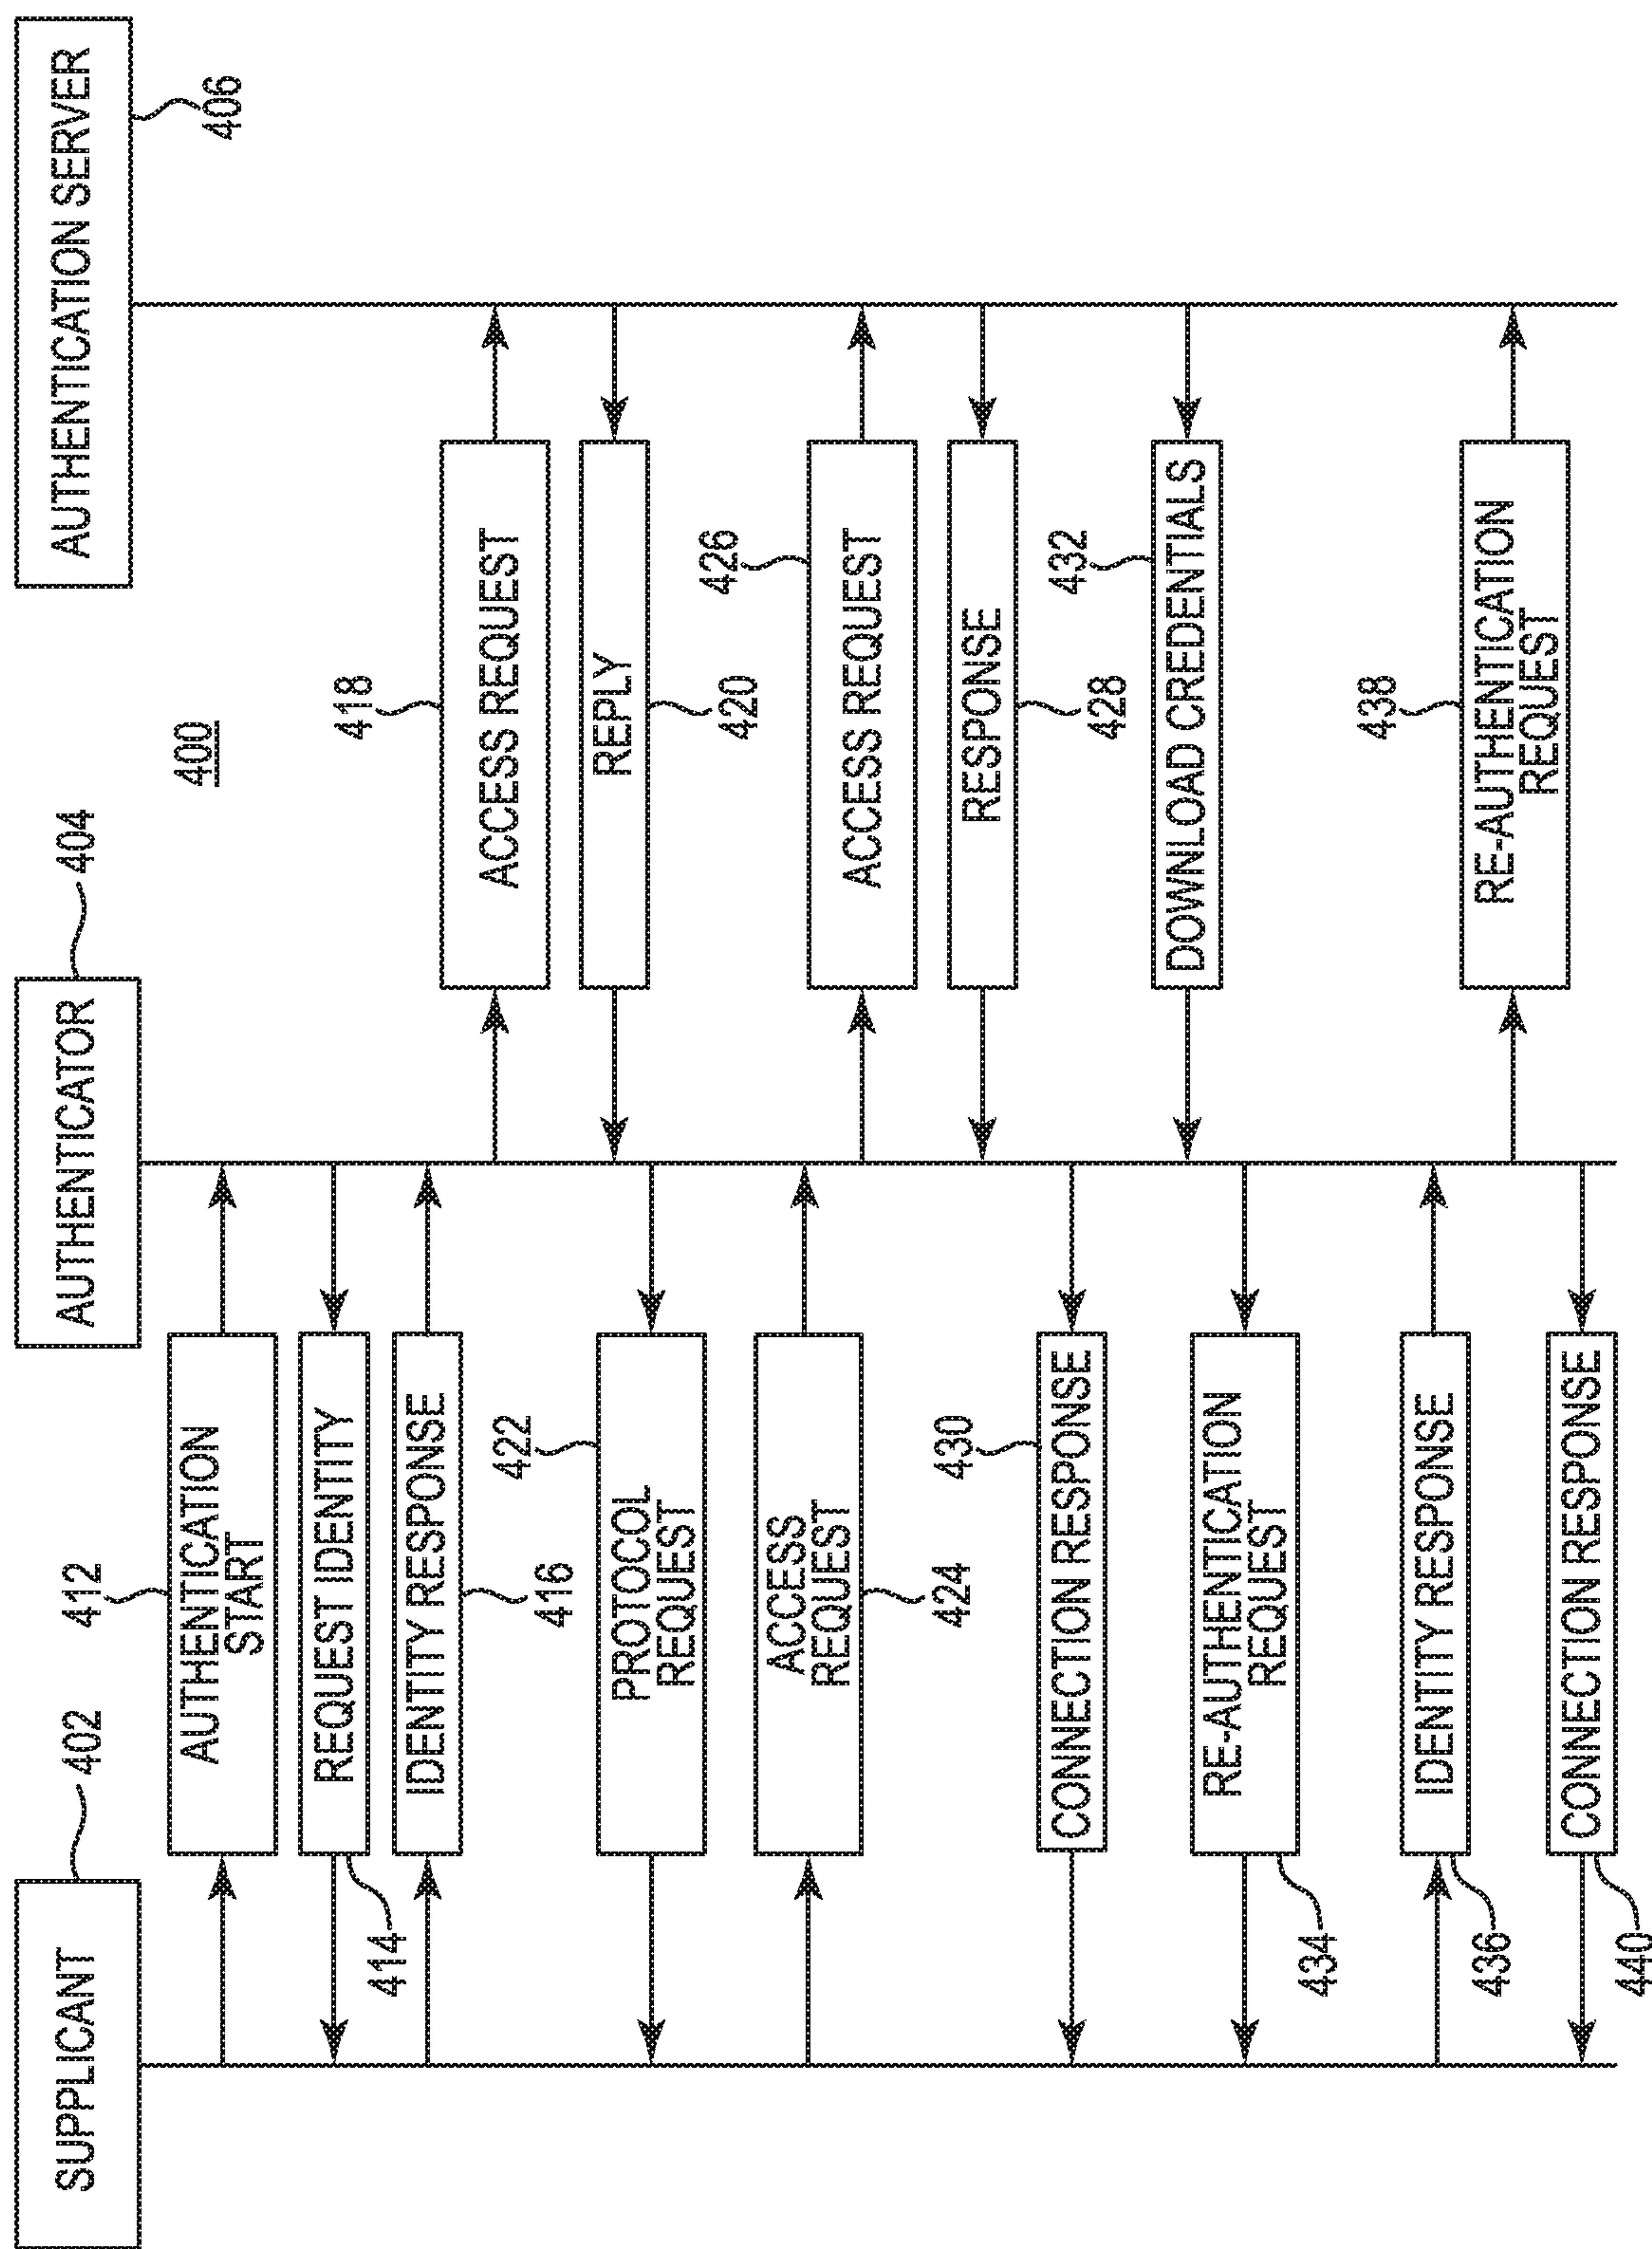 SUPPLICANT
402
AUTHENTICATOR
404
AUTHENTICATION SERVER
406
400
412
AUTHENTICATION
START
REQUEST IDENTITY
414
IDENTITY RESPONSE
416
418
ACCESS REQUEST
REPLY
420
422
PROTOCOL
REQUEST
ACCESS
REQUEST
424
426
ACCESS REQUEST
RESPONSE
428
430
CONNECTION RESPONSE
432
DOWNLOAD CREDENTIALS
RE-AUTHENTICATION
REQUEST
434
IDENTITY RESPONSE
436
438
RE-AUTHENTICATION
REQUEST
CONNECTION RESPONSE
440